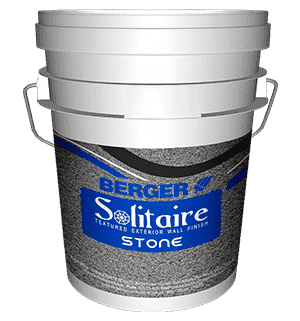 BERGER
Solitaire
TEXTURED EXTERIOR WALL FINISH
STONE